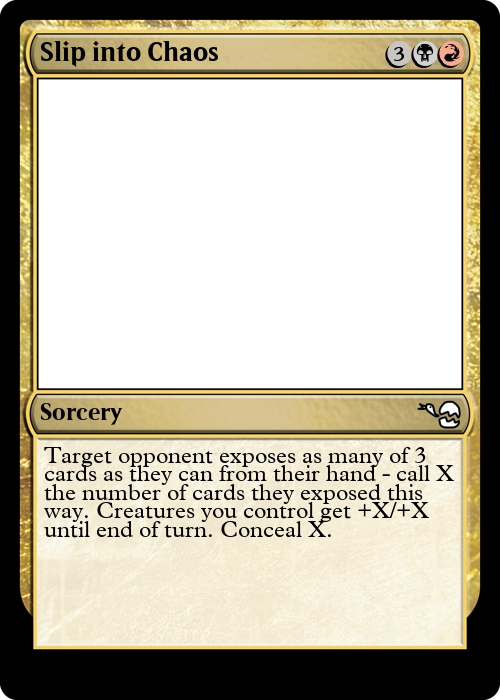 Slip into Chaos 3
Sorcery
Target opponent exposes as many of 3
cards as they can from their hand - call X
the number of cards they exposed this
way. Creatures you control get +X/+X
until end of turn. Conceal X.